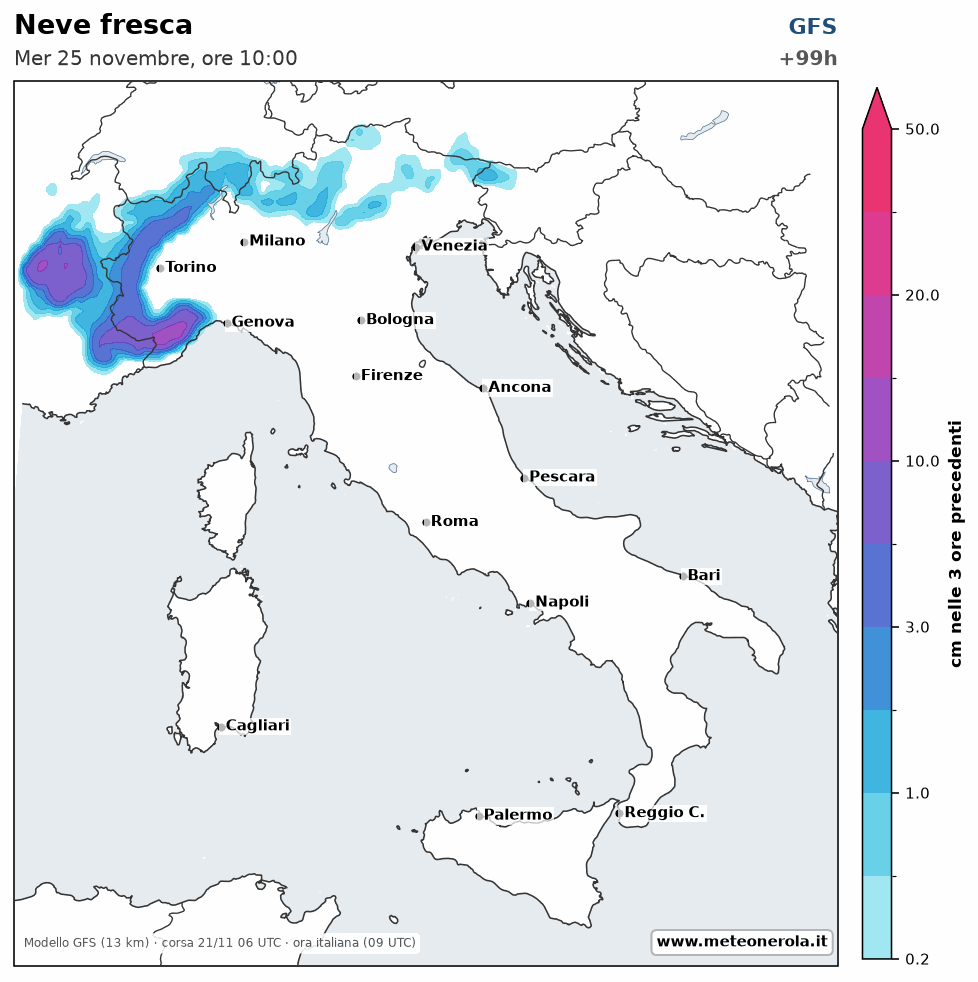 Neve fresca
GFS
Mer 25 novembre, ore 10:00
+99h
50.0
20.0
10.0
3.0
1.0
0.2
cm nelle 3 ore precedenti
Milano
Venezia
Torino
Genova
Bologna
Firenze
Ancona
Pescara
Roma
Bari
Napoli
Cagliari
Palermo
Reggio C.
Modello GFS (13 km) · corsa 21/11 06 UTC · ora italiana (09 UTC)
www.meteonerola.it